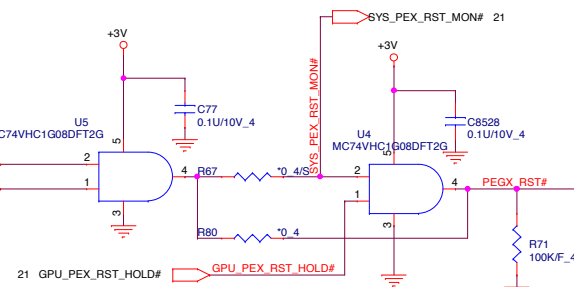 SYS_PEX_RST_MON# 21
+3V
+3V
SYS_PEX_RST_MON#
C77
0.1U/10V_4
C8528
0.1U/10V_4
U5
C74VHC1G08DFT2G
U4
MC74VHC1G08DFT2G
5
5
2
1
4
3
R67
*0_4/S
2
1
4
3
PEGX_RST#
R80
*0_4
R71
100K/F_4
21 GPU_PEX_RST_HOLD#
GPU_PEX_RST_HOLD#